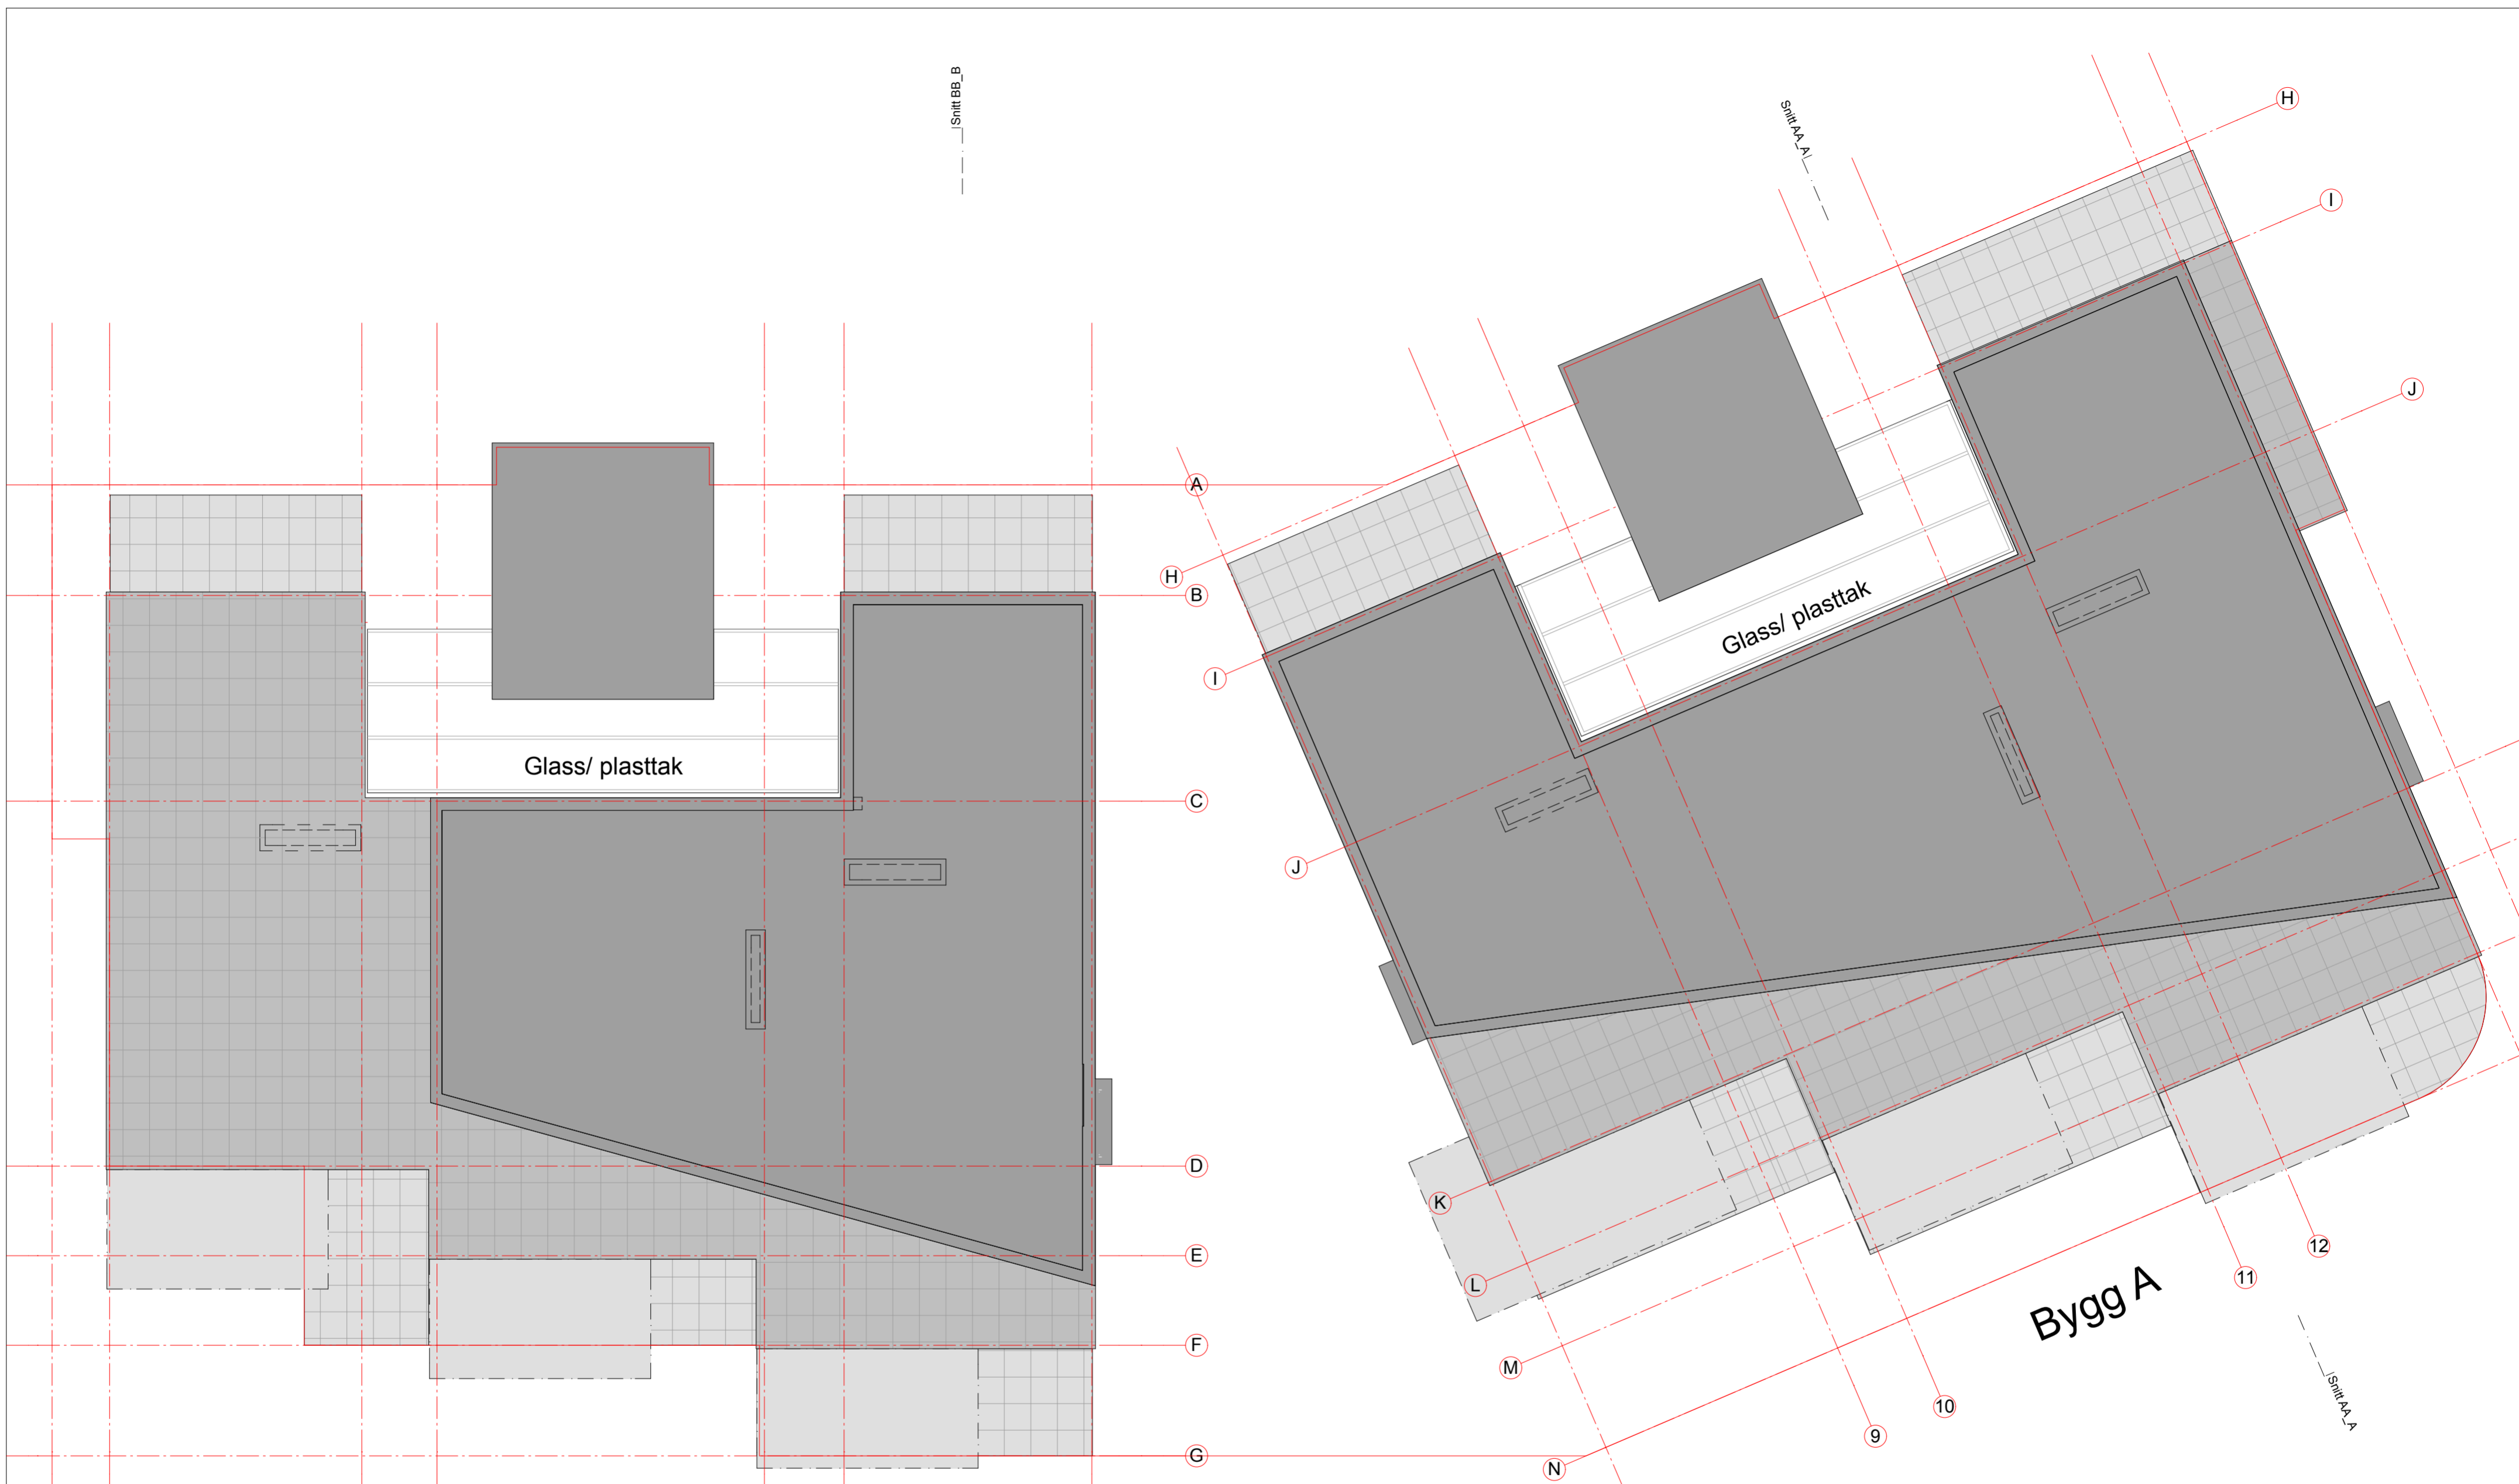 |Snitt BB_B
Snitt AA_A|
H
I
J
A
H
B
I
Glass/ plasttak
Glass/ plasttak
C
J
D
K
E
L
12
11
Bygg A
F
M
10
|Snitt AA_A
9
G
N